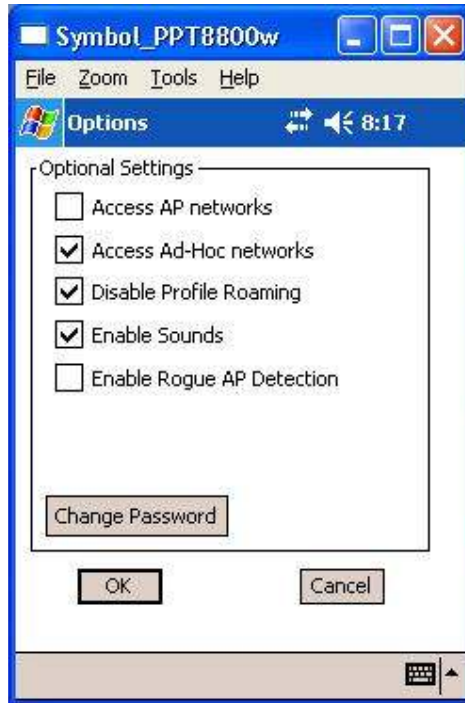 Symbol_PPT8800w
File Zoom Tools Help
Options 8:17
Optional Settings
Access AP networks
Access Ad-Hoc networks
Disable Profile Roaming
Enable Sounds
Enable Rogue AP Detection
Change Password
OK Cancel